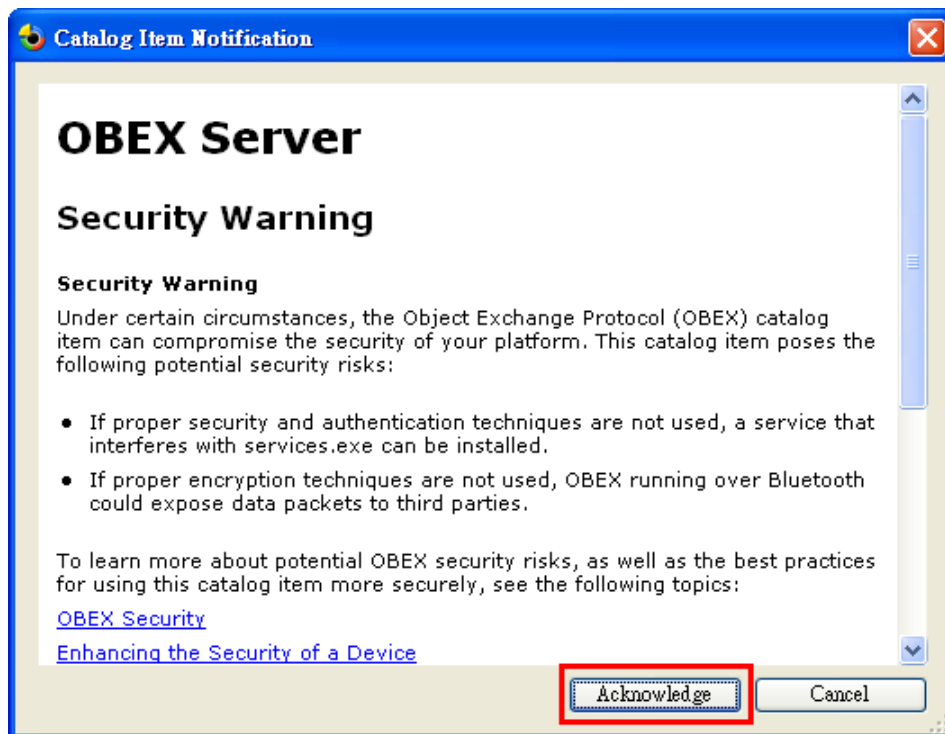 Catalog Item Notification
OBEX Server
Security Warning
Security Warning
Under certain circumstances, the Object Exchange Protocol (OBEX) catalog
item can compromise the security of your platform. This catalog item poses the
following potential security risks:
• If proper security and authentication techniques are not used, a service that
interferes with services.exe can be installed.
• If proper encryption techniques are not used, OBEX running over Bluetooth
could expose data packets to third parties.
To learn more about potential OBEX security risks, as well as the best practices
for using this catalog item more securely, see the following topics:
OBEX Security
Enhancing the Security of a Device
Acknowledge
Cancel